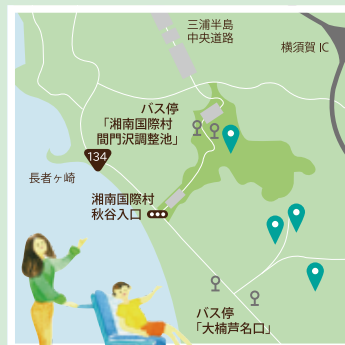 三浦半島
中央道路
横須賀 IC
バス停
「湘南国際村
間門沢調整池」
134
長者ヶ崎
湘南国際村
秋谷入口
バス停
「大楠芦名口」